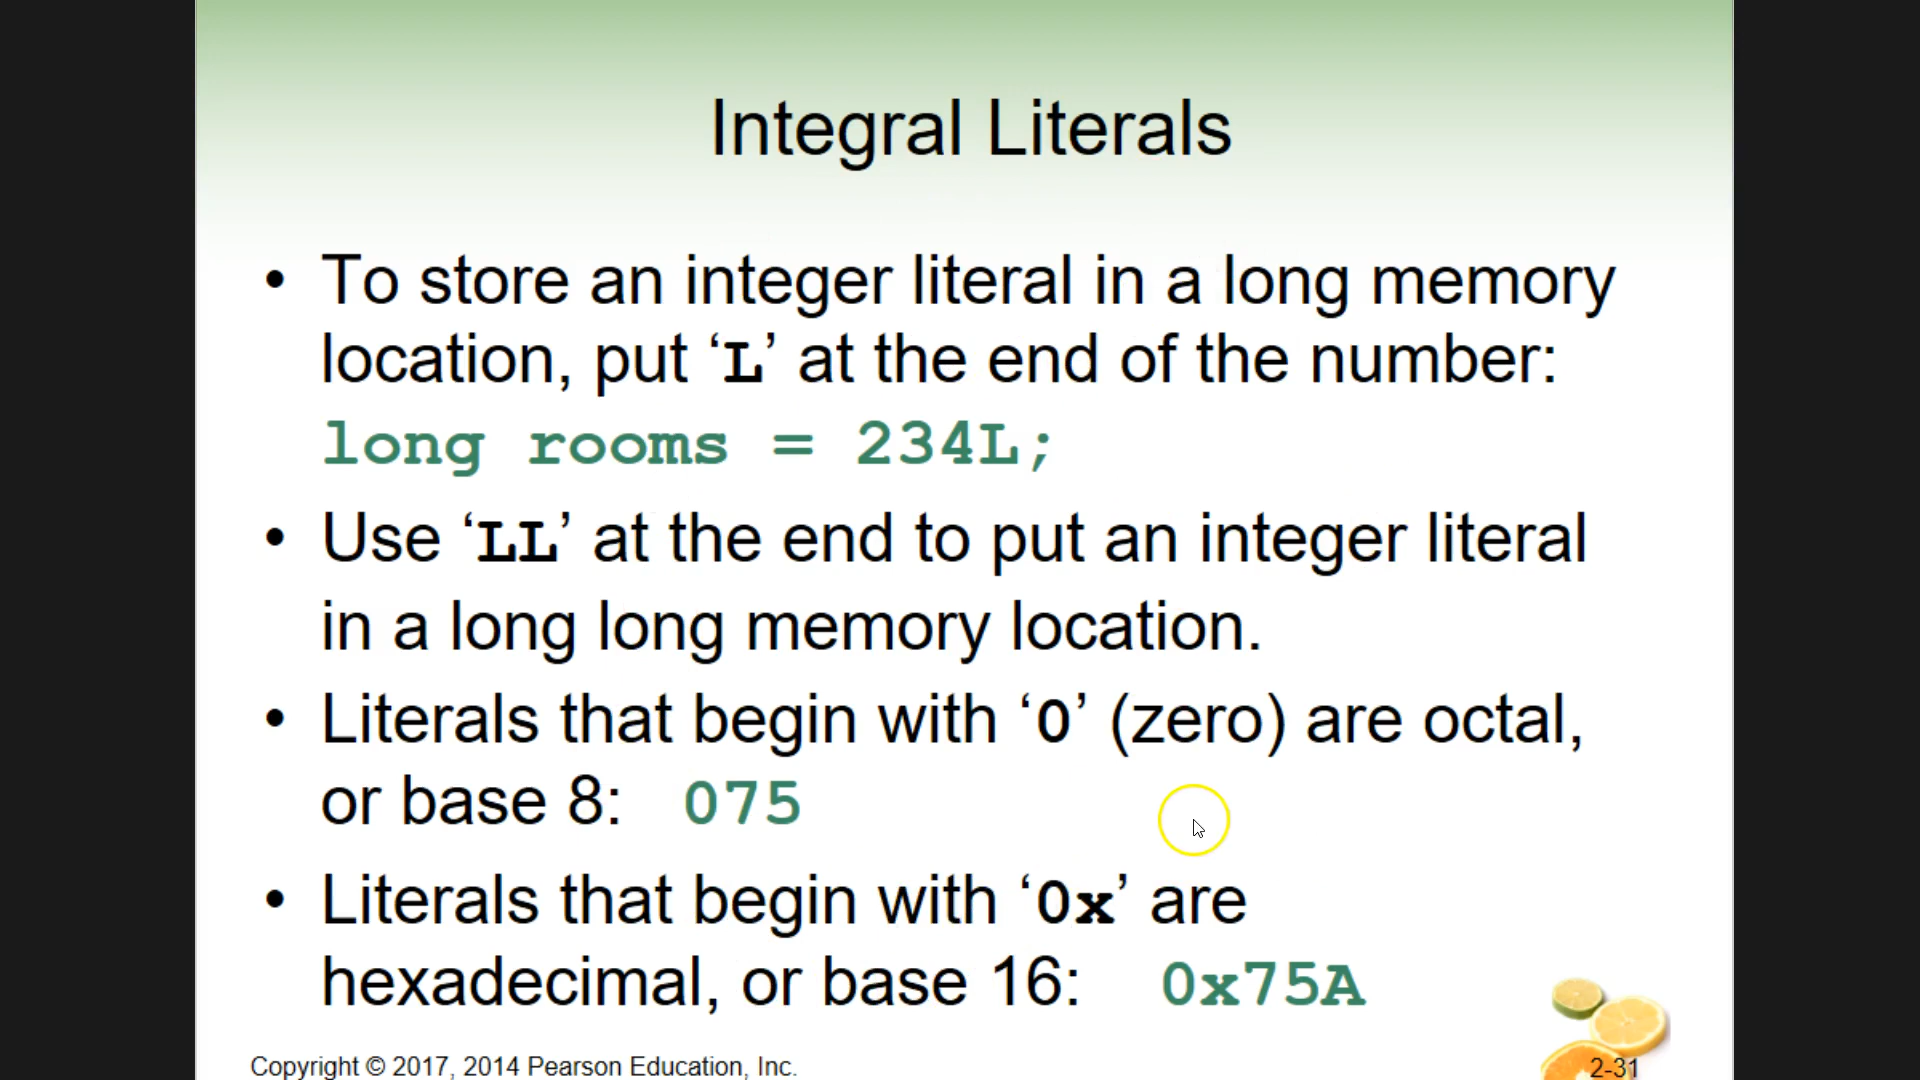 Integral Literals
• To store an integer literal in a long memory
location, put ‘L’ at the end of the number:
long rooms = 234L;
• Use ‘LL’ at the end to put an integer literal
in a long long memory location.
• Literals that begin with ‘0’ (zero) are octal,
or base 8: 075
• Literals that begin with ‘0x’ are
hexadecimal, or base 16: 0x75A
Copyright © 2017, 2014 Pearson Education, Inc.
2-31